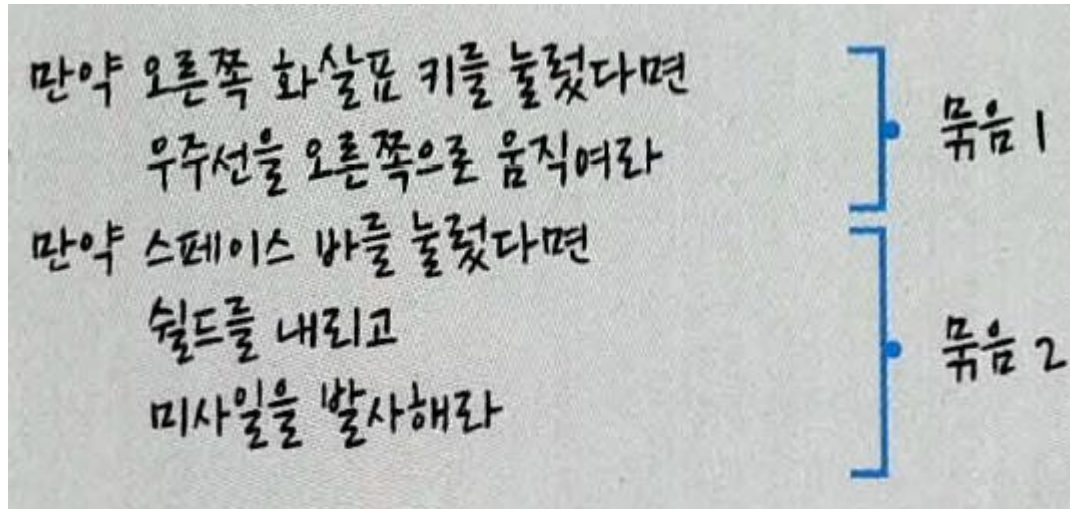 만약 오른쪽 화살표 키를 눌렀다면
우주선을 오른쪽으로 움직여라
묶음 1
만약 스페이스 바를 눌렀다면
쉴드를 내리고
미사일을 발사해라
묶음 2